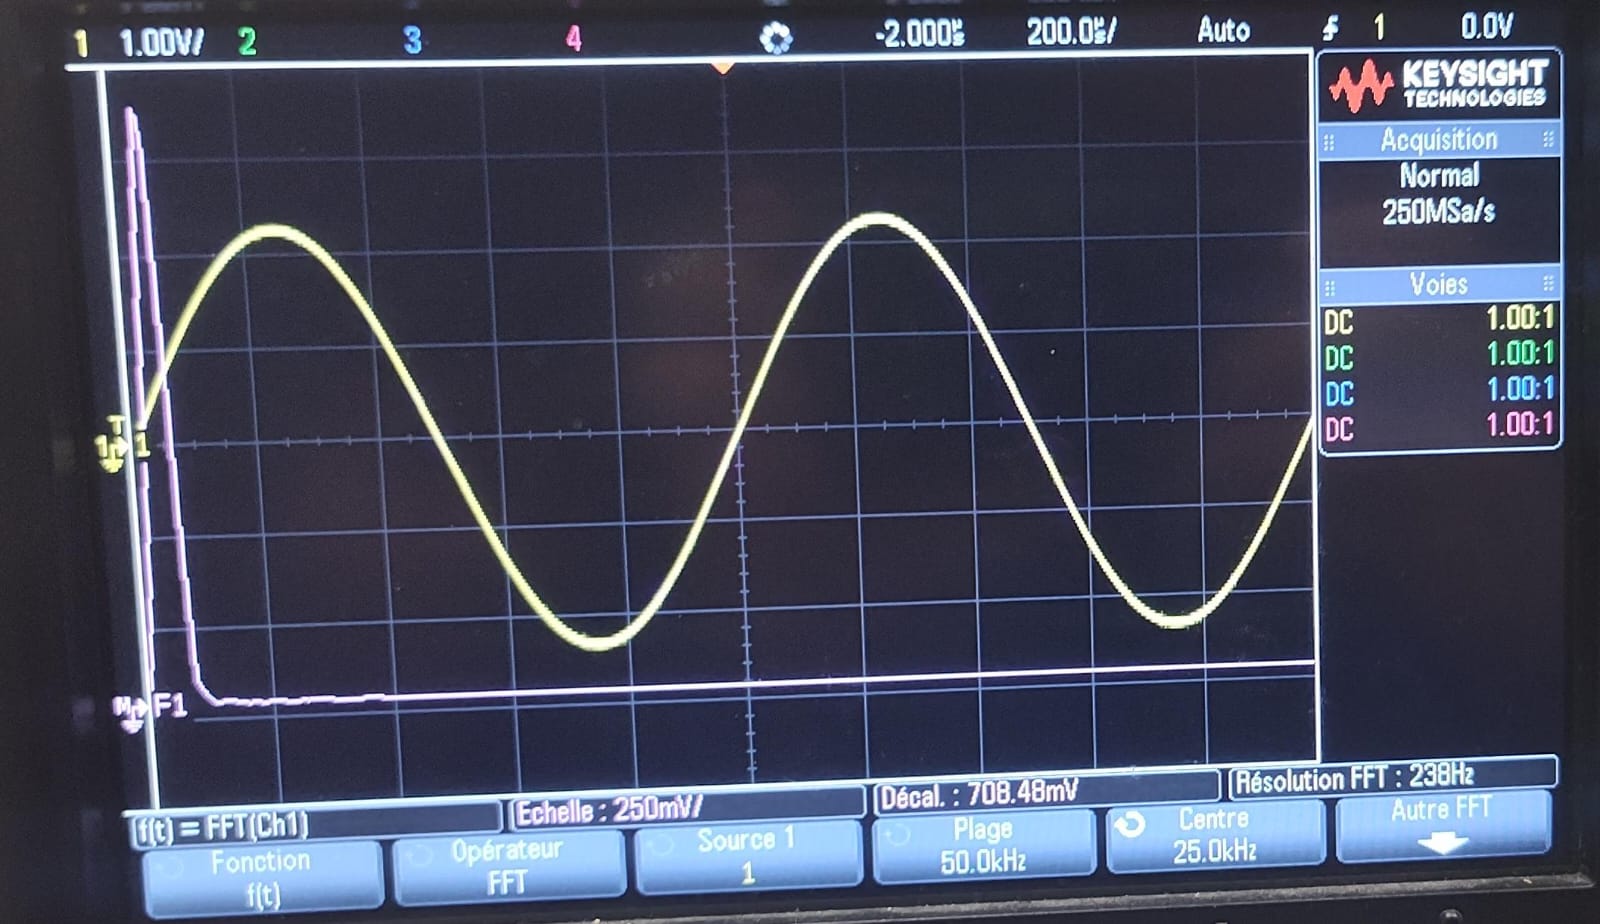 1 1.00V/ 2 3 4 -2.000µs 200.0µs/ Auto 1 0.0V
KEYSIGHT
TECHNOLOGIES
Acquisition
Normal
250MSa/s
Voies
DC 1.00:1
DC 1.00:1
DC 1.00:1
DC 1.00:1
T
1 1
M F1
f(t) = FFT(Ch1) Echelle : 250mV/ Décal. : 708.48mV Résolution FFT : 238Hz
Fonction Opérateur Source 1 Plage Centre Autre FFT
f(t) FFT 1 50.0kHz 25.0kHz